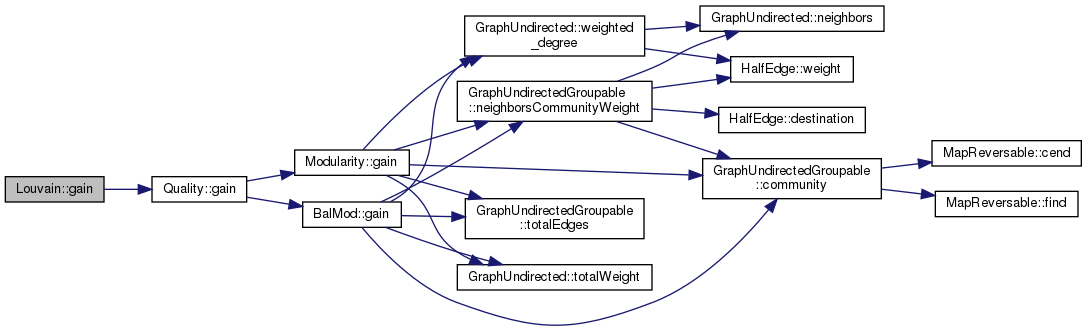 Louvain::gain
Quality::gain
Modularity::gain
BalMod::gain
GraphUndirected::weighted
_degree
GraphUndirectedGroupable
::neighborsCommunityWeight
GraphUndirectedGroupable
::totalEdges
GraphUndirected::totalWeight
GraphUndirected::neighbors
HalfEdge::weight
HalfEdge::destination
GraphUndirectedGroupable
::community
MapReversable::cend
MapReversable::find